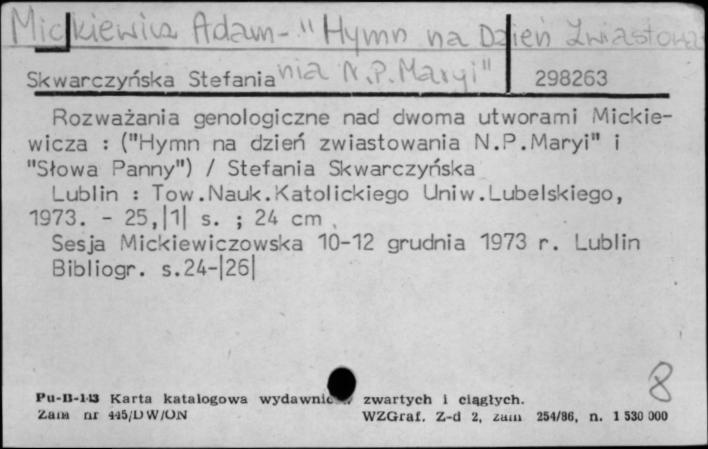 Mickiewicz Adam - "Hymn na Dzień Zwiastowa
nia N.P. Maryi"
Skwarczyńska Stefania 298263
Rozważania genologiczne nad dwoma utworami Mickie-
wicza : ("Hymn na dzień zwiastowania N.P.Maryi" i
"Słowa Panny") / Stefania Skwarczyńska
Lublin : Tow.Nauk.Katolickiego Uniw.Lubelskiego,
1973. - 25,|1| s. ; 24 cm
Sesja Mickiewiczowska 10-12 grudnia 1973 r. Lublin
Bibliogr. s.24-|26|
8
Pu-B-143 Karta katalogowa wydawnic zwartych i ciągłych.
Zam nr 445/DW/ON WZGraf. Z-d 2, zam 254/86, n. 1 530 000